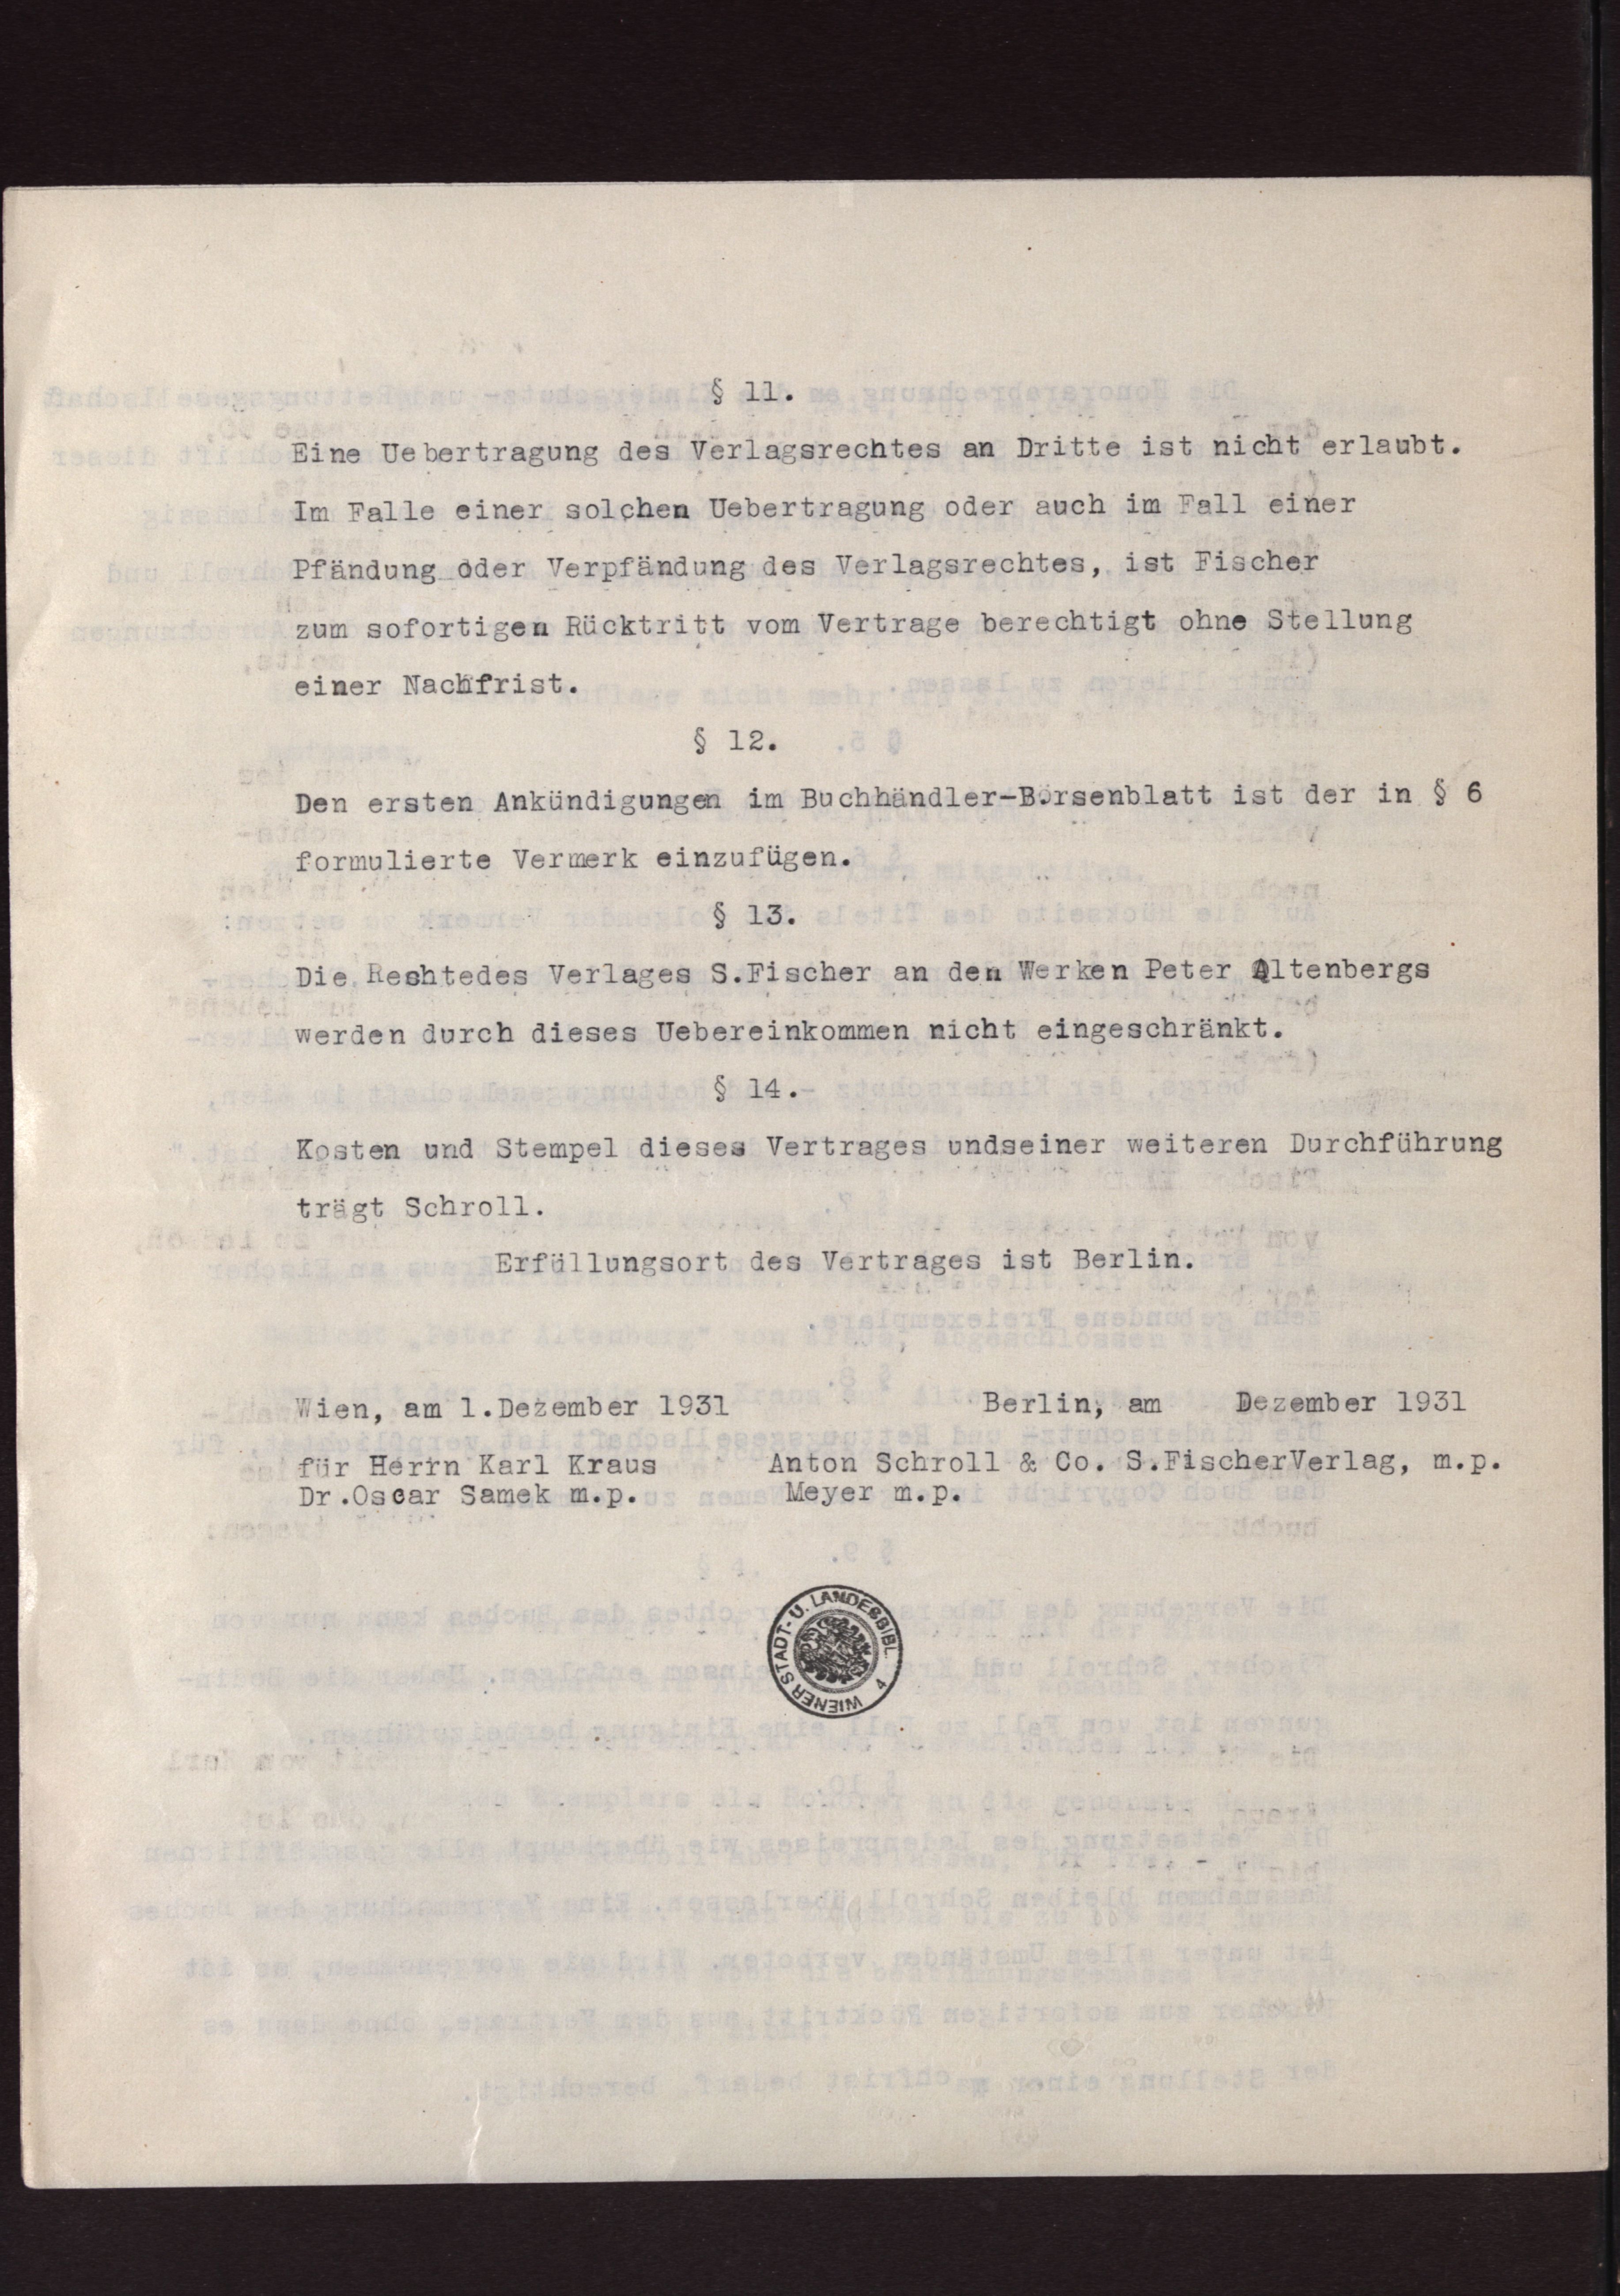 § 11.
Eine Uebertragung des Verlagsrechtes an Dritte ist nicht erlaubt.
Im Falle einer solchen Uebertragung oder auch im Fall einer
Pfändung oder Verpfändung des Verlagsrechtes, ist Fischer
zum sofortigen Rücktritt vom Vertrage berechtigt ohne Stellung
einer Nachfrist.
§ 12.
Den ersten Ankündigungen im Buchhändler-Börsenblatt ist der in § 6
formulierte Vermerk einzufügen.
§ 13.
Die Reshtedes Verlages S.Fischer an den Werken Peter Altenbergs
werden durch dieses Uebereinkommen nicht eingeschränkt.
§ 14.
Kosten und Stempel dieses Vertrages undseiner weiteren Durchführung
trägt Schroll.
Erfüllungsort des Vertrages ist Berlin.
Wien, am 1.Dezember 1931 Berlin, am Dezember 1931
für Herrn Karl Kraus Anton Schroll & Co. S.FischerVerlag, m.p.
Dr.Oscar Samek m.p. Meyer m.p.
WIENER STADT- U. LANDESBIBL. 4